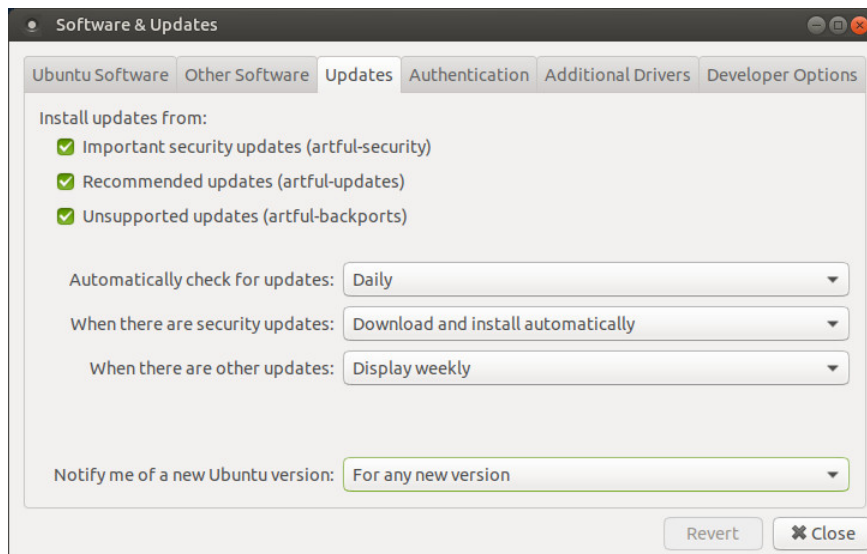 Software & Updates
Ubuntu Software Other Software Updates Authentication Additional Drivers Developer Options
Install updates from:
Important security updates (artful-security)
Recommended updates (artful-updates)
Unsupported updates (artful-backports)
Automatically check for updates: Daily
When there are security updates: Download and install automatically
When there are other updates: Display weekly
Notify me of a new Ubuntu version: For any new version
Revert Close